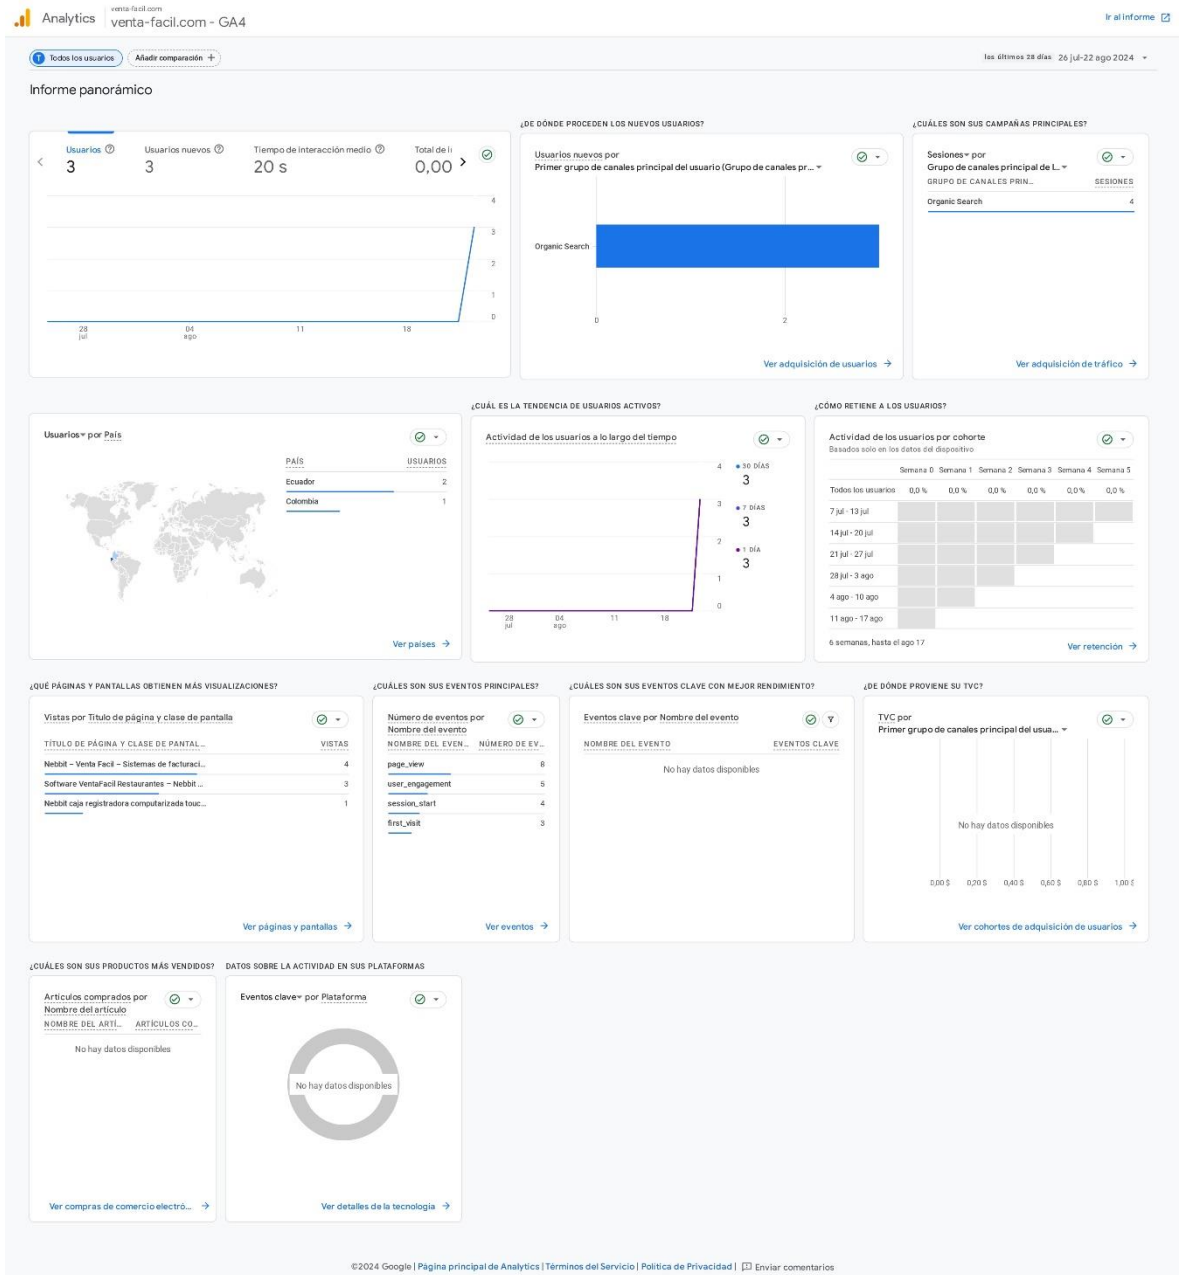 Analytics
venta-facil.com
venta-facil.com - GA4
Ir al informe
T Todos los usuarios
Añadir comparación +
los últimos 28 días 26 jul-22 ago 2024
Informe panorámico
Usuarios
3
Usuarios nuevos
3
Tiempo de interacción medio
20 s
Total de i
0,00
4
3
2
1
0
28 jul
04 ago
11
18
¿DE DÓNDE PROCEDEN LOS NUEVOS USUARIOS?
Usuarios nuevos por
Primer grupo de canales principal del usuario (Grupo de canales pr...
Organic Search
0
2
Ver adquisición de usuarios
¿CUÁLES SON SUS CAMPAÑAS PRINCIPALES?
Sesiones por
Grupo de canales principal de l...
GRUPO DE CANALES PRIN... SESIONES
Organic Search 4
Ver adquisición de tráfico
Usuarios por País
PAÍS USUARIOS
Ecuador 2
Colombia 1
Ver países
¿CUÁL ES LA TENDENCIA DE USUARIOS ACTIVOS?
Actividad de los usuarios a lo largo del tiempo
4
3
2
1
0
28 jul
04 ago
11
18
30 DÍAS
3
7 DÍAS
3
1 DÍA
3
¿CÓMO RETIENE A LOS USUARIOS?
Actividad de los usuarios por cohorte
Basados solo en los datos del dispositivo
Semana 0 Semana 1 Semana 2 Semana 3 Semana 4 Semana 5
Todos los usuarios 0,0 % 0,0 % 0,0 % 0,0 % 0,0 % 0,0 %
7 jul - 13 jul
14 jul - 20 jul
21 jul - 27 jul
28 jul - 3 ago
4 ago - 10 ago
11 ago - 17 ago
6 semanas, hasta el ago 17
Ver retención
¿QUÉ PÁGINAS Y PANTALLAS OBTIENEN MÁS VISUALIZACIONES?
Vistas por Título de página y clase de pantalla
TÍTULO DE PÁGINA Y CLASE DE PANTAL... VISTAS
Nebbit – Venta Facil – Sistemas de facturaci... 4
Software VentaFacil Restaurantes – Nebbit ... 3
Nebbit caja registradora computarizada touc... 1
Ver páginas y pantallas
¿CUÁLES SON SUS EVENTOS PRINCIPALES?
Número de eventos por
Nombre del evento
NOMBRE DEL EVEN... NÚMERO DE EV...
page_view 8
user_engagement 5
session_start 4
first_visit 3
Ver eventos
¿CUÁLES SON SUS EVENTOS CLAVE CON MEJOR RENDIMIENTO?
Eventos clave por Nombre del evento
NOMBRE DEL EVENTO EVENTOS CLAVE
No hay datos disponibles
¿DE DÓNDE PROVIENE SU TVC?
TVC por
Primer grupo de canales principal del usua...
No hay datos disponibles
0,00 $ 0,20 $ 0,40 $ 0,60 $ 0,80 $ 1,00 $
Ver cohortes de adquisición de usuarios
¿CUÁLES SON SUS PRODUCTOS MÁS VENDIDOS?
Artículos comprados por
Nombre del artículo
NOMBRE DEL ARTÍ... ARTÍCULOS CO...
No hay datos disponibles
Ver compras de comercio electró...
DATOS SOBRE LA ACTIVIDAD EN SUS PLATAFORMAS
Eventos clave por Plataforma
No hay datos disponibles
Ver detalles de la tecnología
©2024 Google | Página principal de Analytics | Términos del Servicio | Política de Privacidad | Enviar comentarios